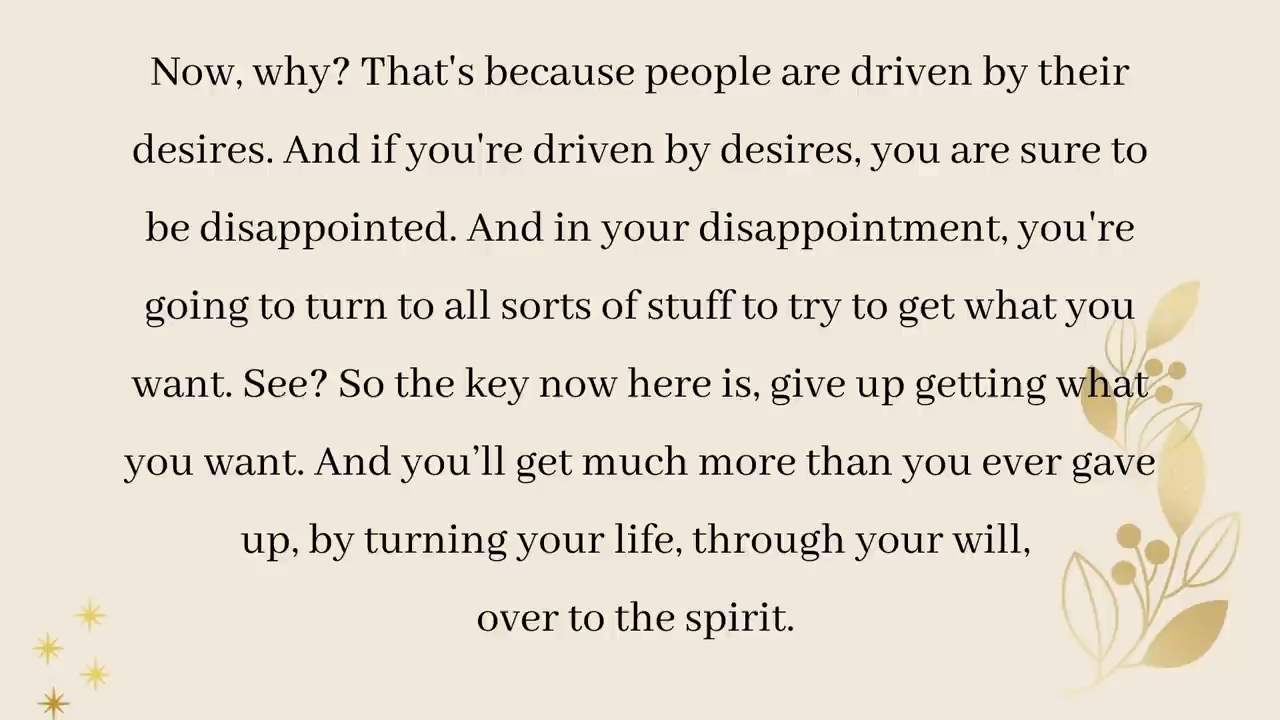 Now, why? That's because people are driven by their
desires. And if you're driven by desires, you are sure to
be disappointed. And in your disappointment, you're
going to turn to all sorts of stuff to try to get what you
want. See? So the key now here is, give up getting what
you want. And you’ll get much more than you ever gave
up, by turning your life, through your will,
over to the spirit.